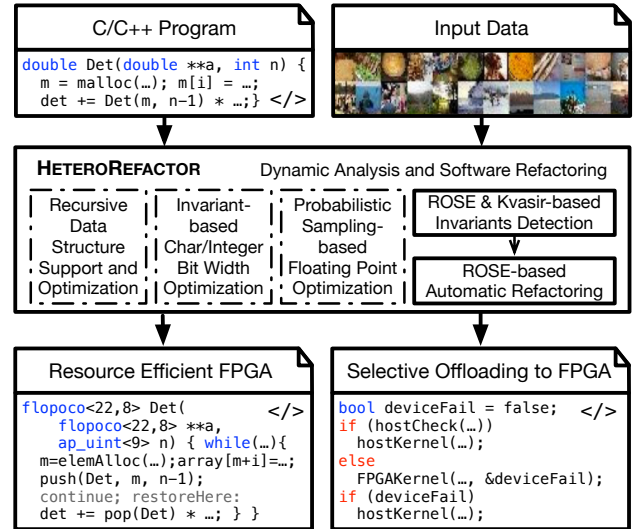 C/C++ Program
double Det(double **a, int n) {
m = malloc(…); m[i] = …;
det += Det(m, n-1) * …;} </>
Input Data
HETEROREFACTOR
Dynamic Analysis and Software Refactoring
Recursive
Data
Structure
Support and
Optimization
Invariant-
based
Char/Integer
Bit Width
Optimization
Probabilistic
Sampling-
based
Floating Point
Optimization
ROSE & Kvasir-based
Invariants Detection
ROSE-based
Automatic Refactoring
Resource Efficient FPGA
flopoco<22,8> Det( </>
flopoco<22,8> **a,
ap_uint<9> n) { while(…){
m=elemAlloc(…);array[m+i]=…;
push(Det, m, n-1);
continue; restoreHere:
det += pop(Det) * …; } }
Selective Offloading to FPGA
bool deviceFail = false; </>
if (hostCheck(…))
hostKernel(…);
else
FPGAKernel(…, &deviceFail);
if (deviceFail)
hostKernel(…);